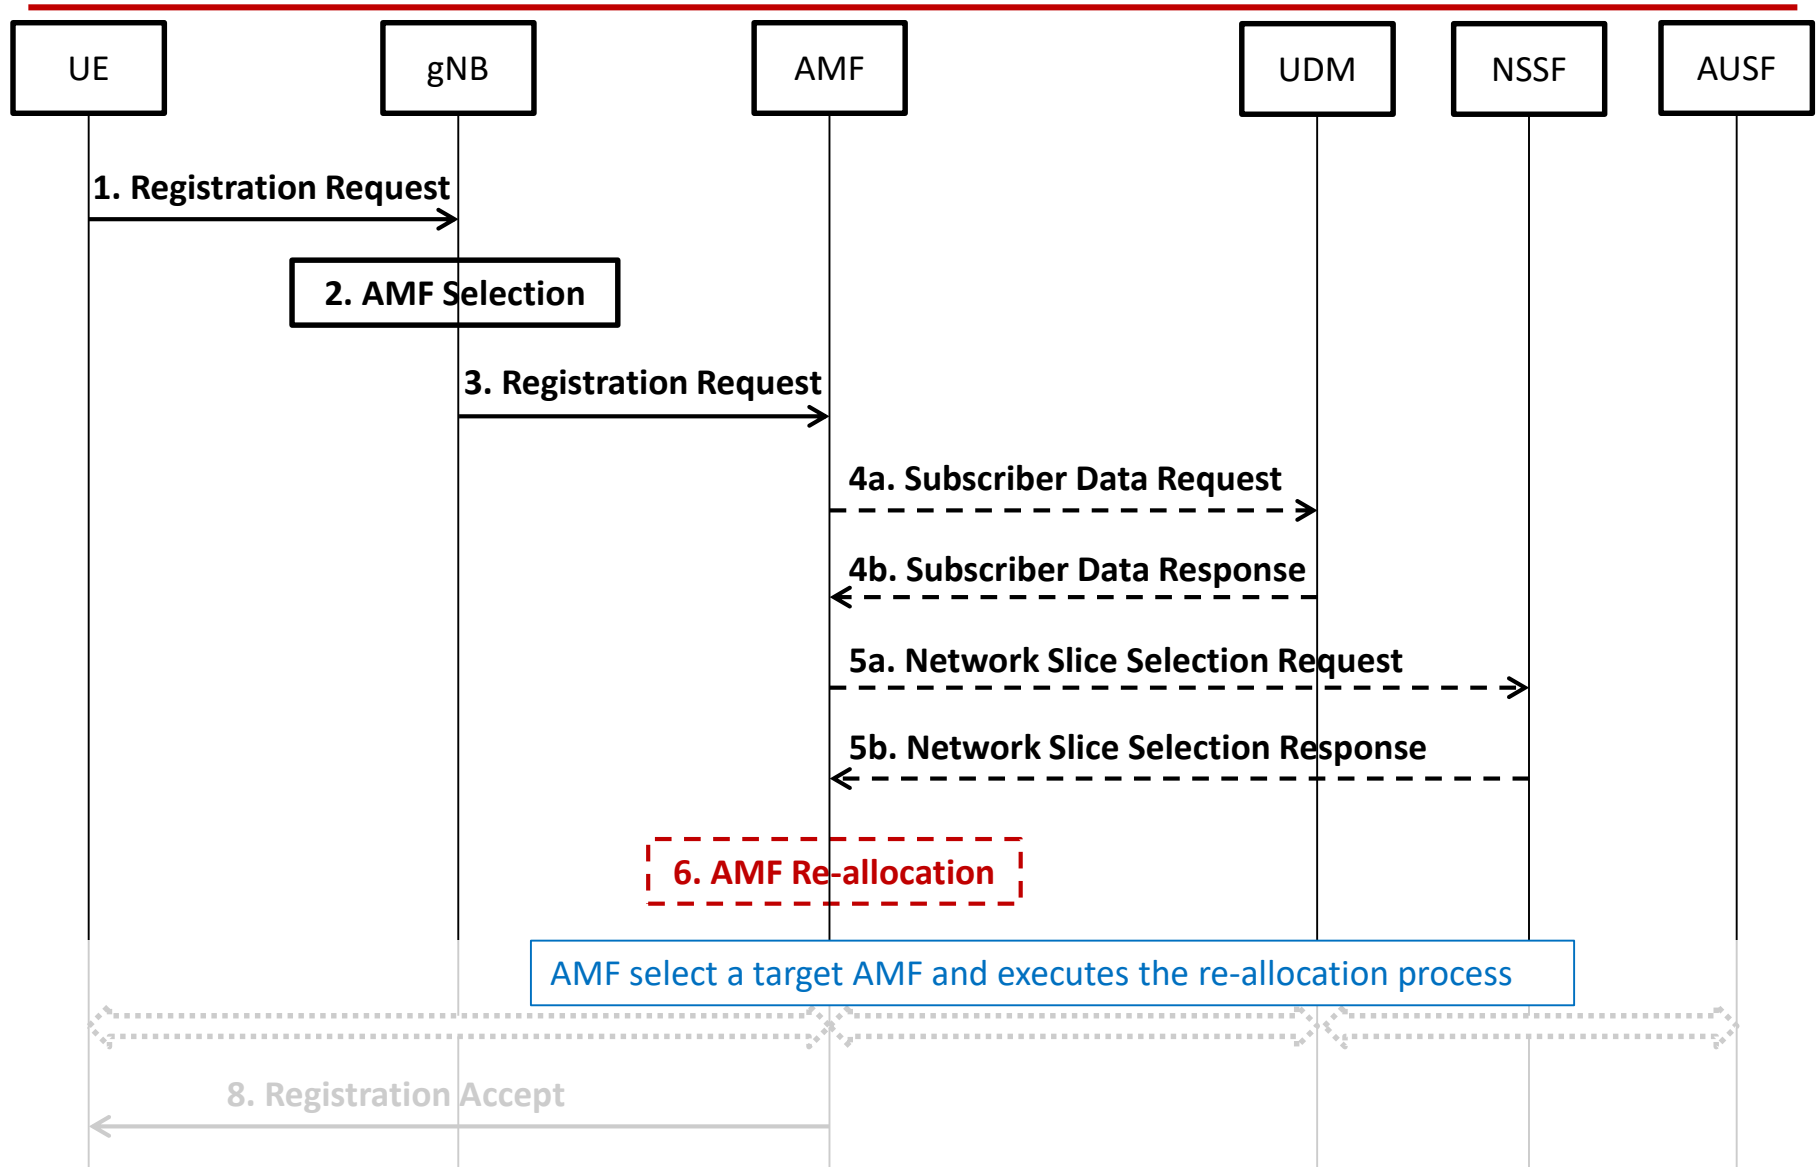 UE
gNB
AMF
UDM
NSSF
AUSF
1. Registration Request
2. AMF Selection
3. Registration Request
4a. Subscriber Data Request
4b. Subscriber Data Response
5a. Network Slice Selection Request
5b. Network Slice Selection Response
6. AMF Re-allocation
AMF select a target AMF and executes the re-allocation process
8. Registration Accept